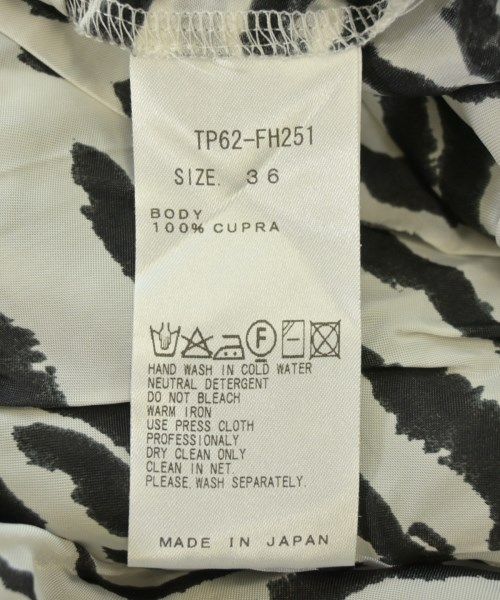 TP62-FH251
SIZE. 36
BODY
100% CUPRA
F
HAND WASH IN COLD WATER
NEUTRAL DETERGENT
DO NOT BLEACH
WARM IRON
USE PRESS CLOTH
PROFESSIONALY
DRY CLEAN ONLY
CLEAN IN NET.
PLEASE.WASH SEPARATELY.
MADE IN JAPAN